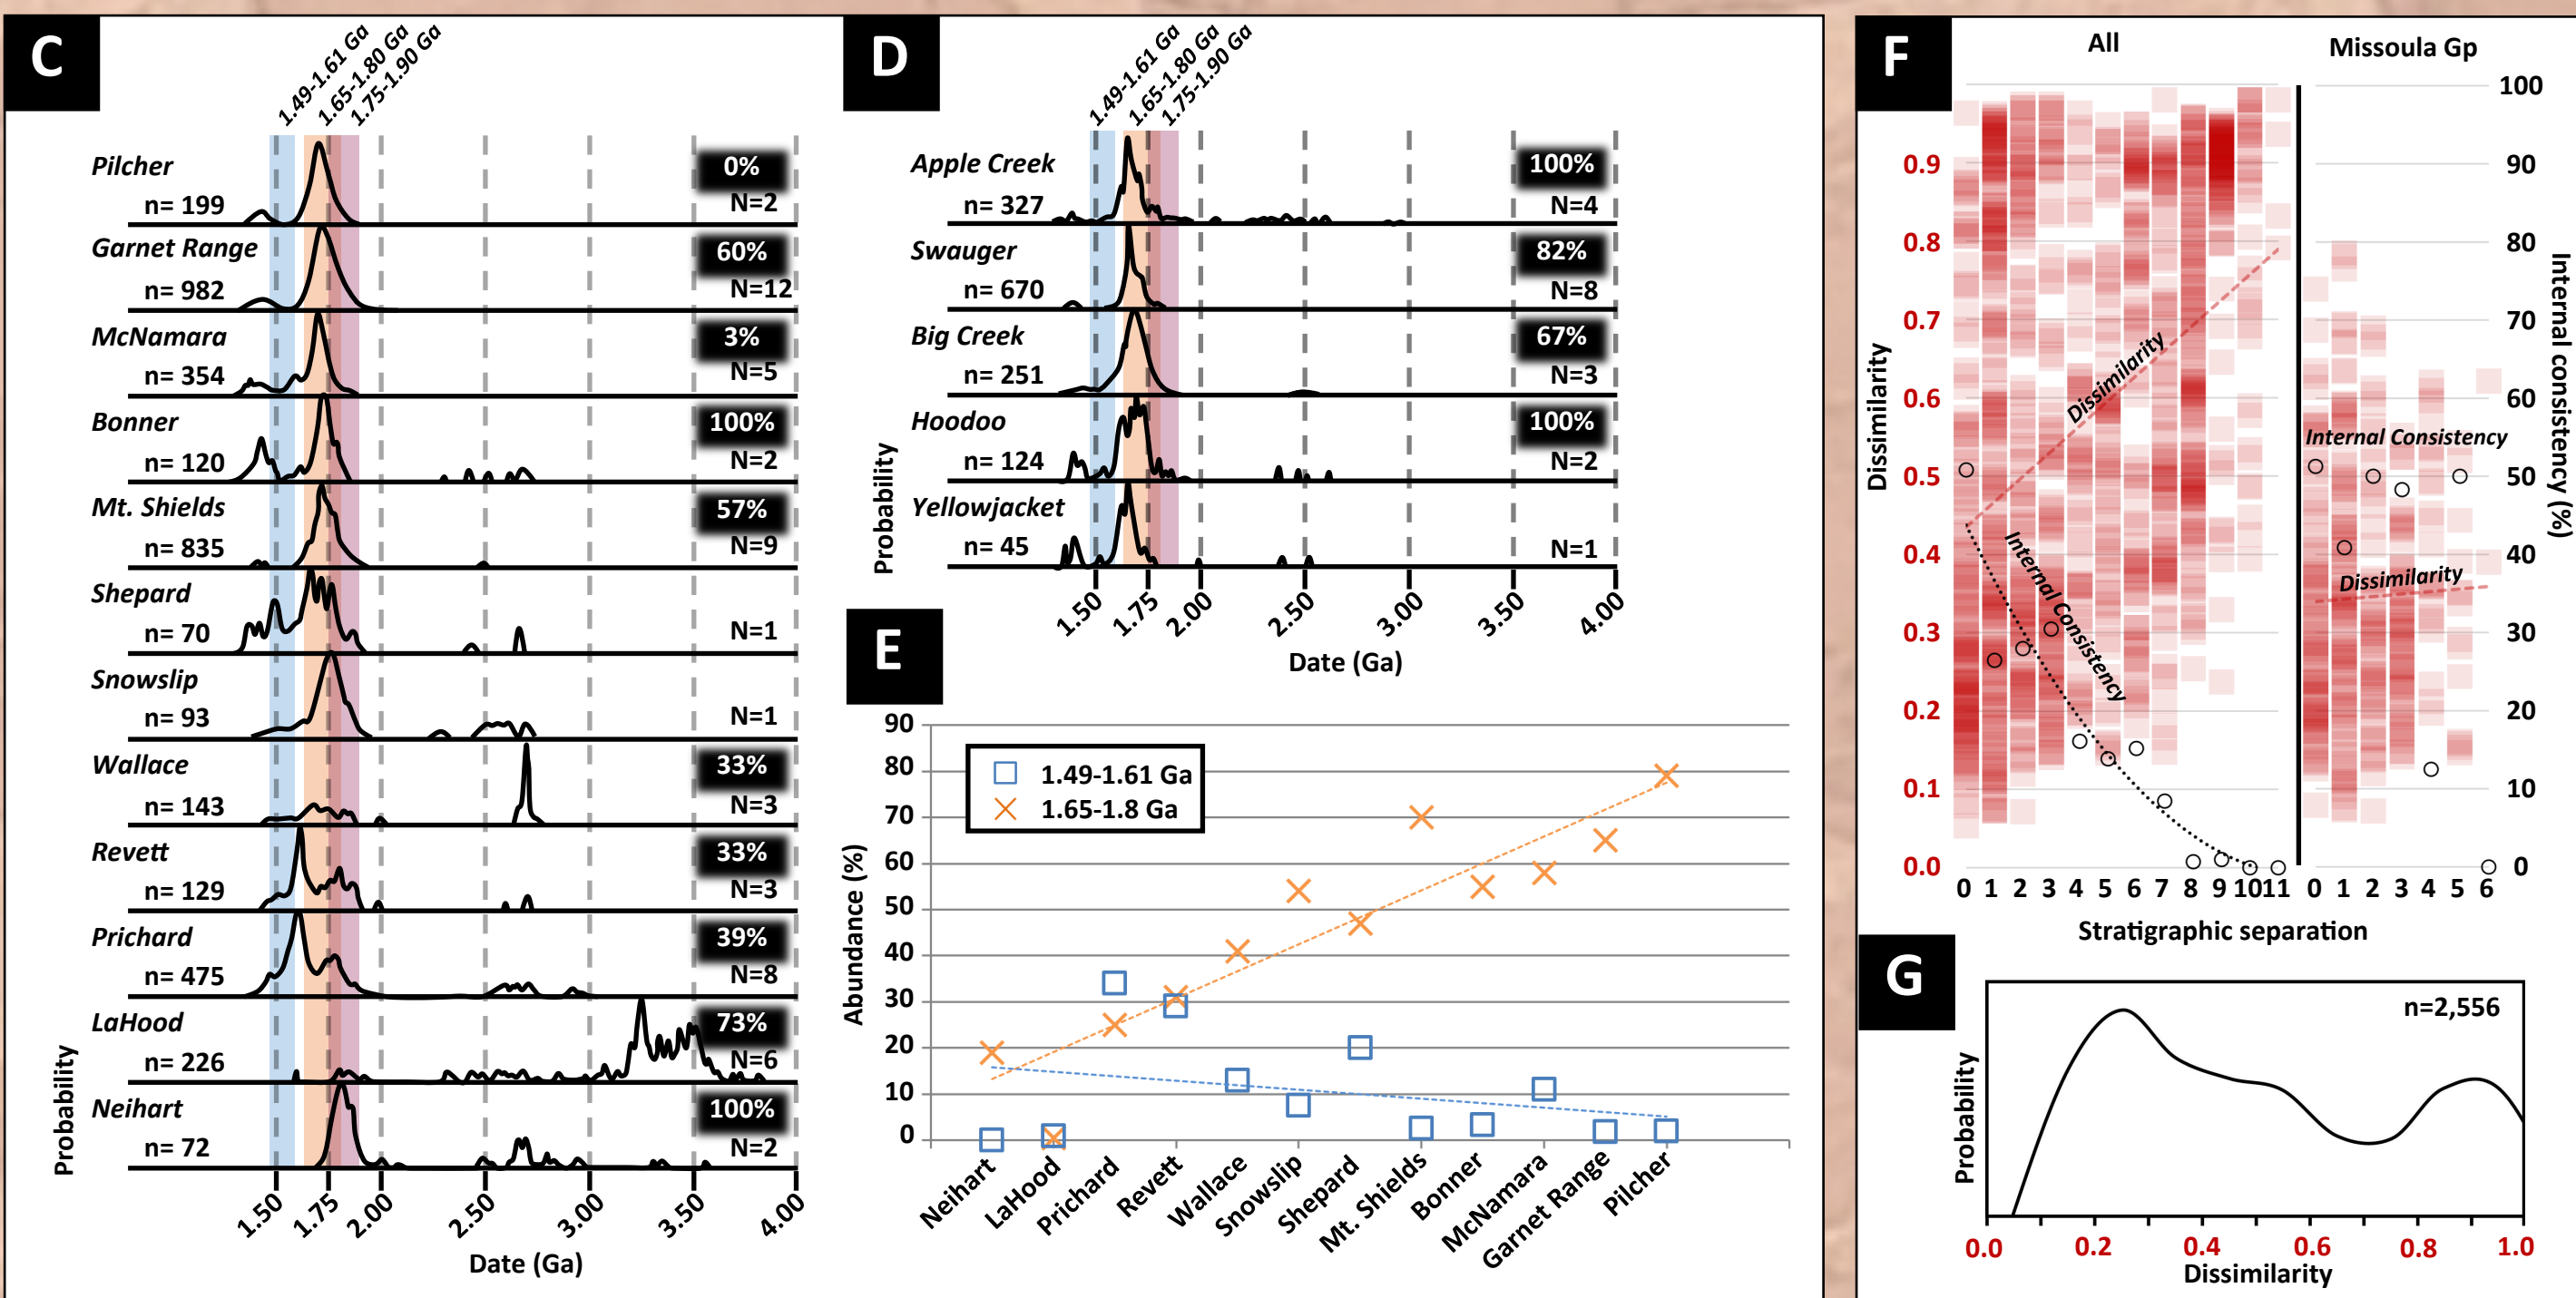 C
1.49-1.61 Ga
1.65-1.80 Ga
1.75-1.90 Ga
Pilcher
n= 199
0%
N=2
Garnet Range
n= 982
60%
N=12
McNamara
n= 354
3%
N=5
Bonner
n= 120
100%
N=2
Mt. Shields
n= 835
57%
N=9
Shepard
n= 70
N=1
Snowslip
n= 93
N=1
Wallace
n= 143
33%
N=3
Revett
n= 129
33%
N=3
Prichard
n= 475
39%
N=8
LaHood
n= 226
73%
N=6
Neihart
n= 72
100%
N=2
Probability
1.50 1.75 2.00 2.50 3.00 3.50 4.00
Date (Ga)
D
1.49-1.61 Ga
1.65-1.80 Ga
1.75-1.90 Ga
Apple Creek
n= 327
100%
N=4
Swauger
n= 670
82%
N=8
Big Creek
n= 251
67%
N=3
Hoodoo
n= 124
100%
N=2
Yellowjacket
n= 45
N=1
Probability
1.50 1.75 2.00 2.50 3.00 3.50 4.00
Date (Ga)
E
90
80
70
60
50
40
30
20
10
0
Abundance (%)
1.49-1.61 Ga
1.65-1.8 Ga
Neihart
LaHood
Prichard
Revett
Wallace
Snowslip
Shepard
Mt. Shields
Bonner
McNamara
Garnet Range
Pilcher
F
All
Missoula Gp
Dissimilarity
0.9
0.8
0.7
0.6
0.5
0.4
0.3
0.2
0.1
0.0
Dissimilarity
Internal Consistency
Internal Consistency
Dissimilarity
100
90
80
70
60
50
40
30
20
10
0
Internal consistency (%)
0 1 2 3 4 5 6 7 8 9 10 11
0 1 2 3 4 5 6
Stratigraphic separation
G
n=2,556
Probability
0.0 0.2 0.4 0.6 0.8 1.0
Dissimilarity